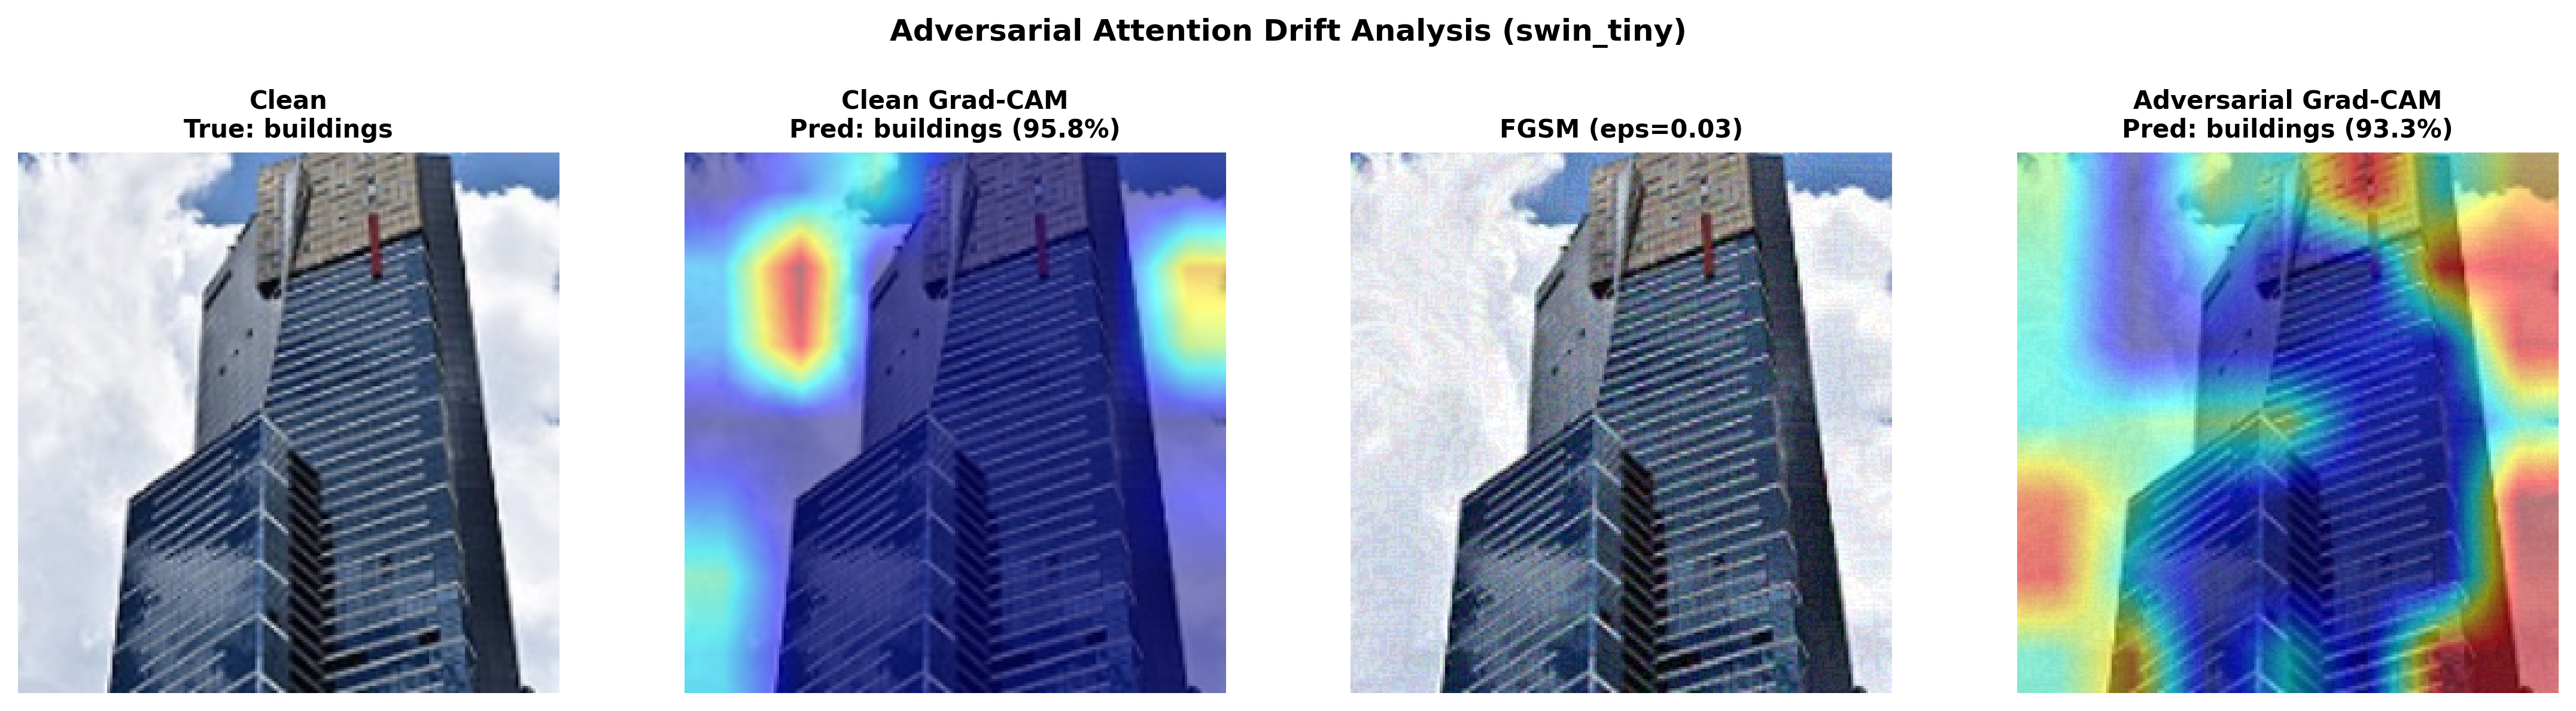 Adversarial Attention Drift Analysis (swin_tiny)
Clean
True: buildings
Clean Grad-CAM
Pred: buildings (95.8%)
FGSM (eps=0.03)
Adversarial Grad-CAM
Pred: buildings (93.3%)